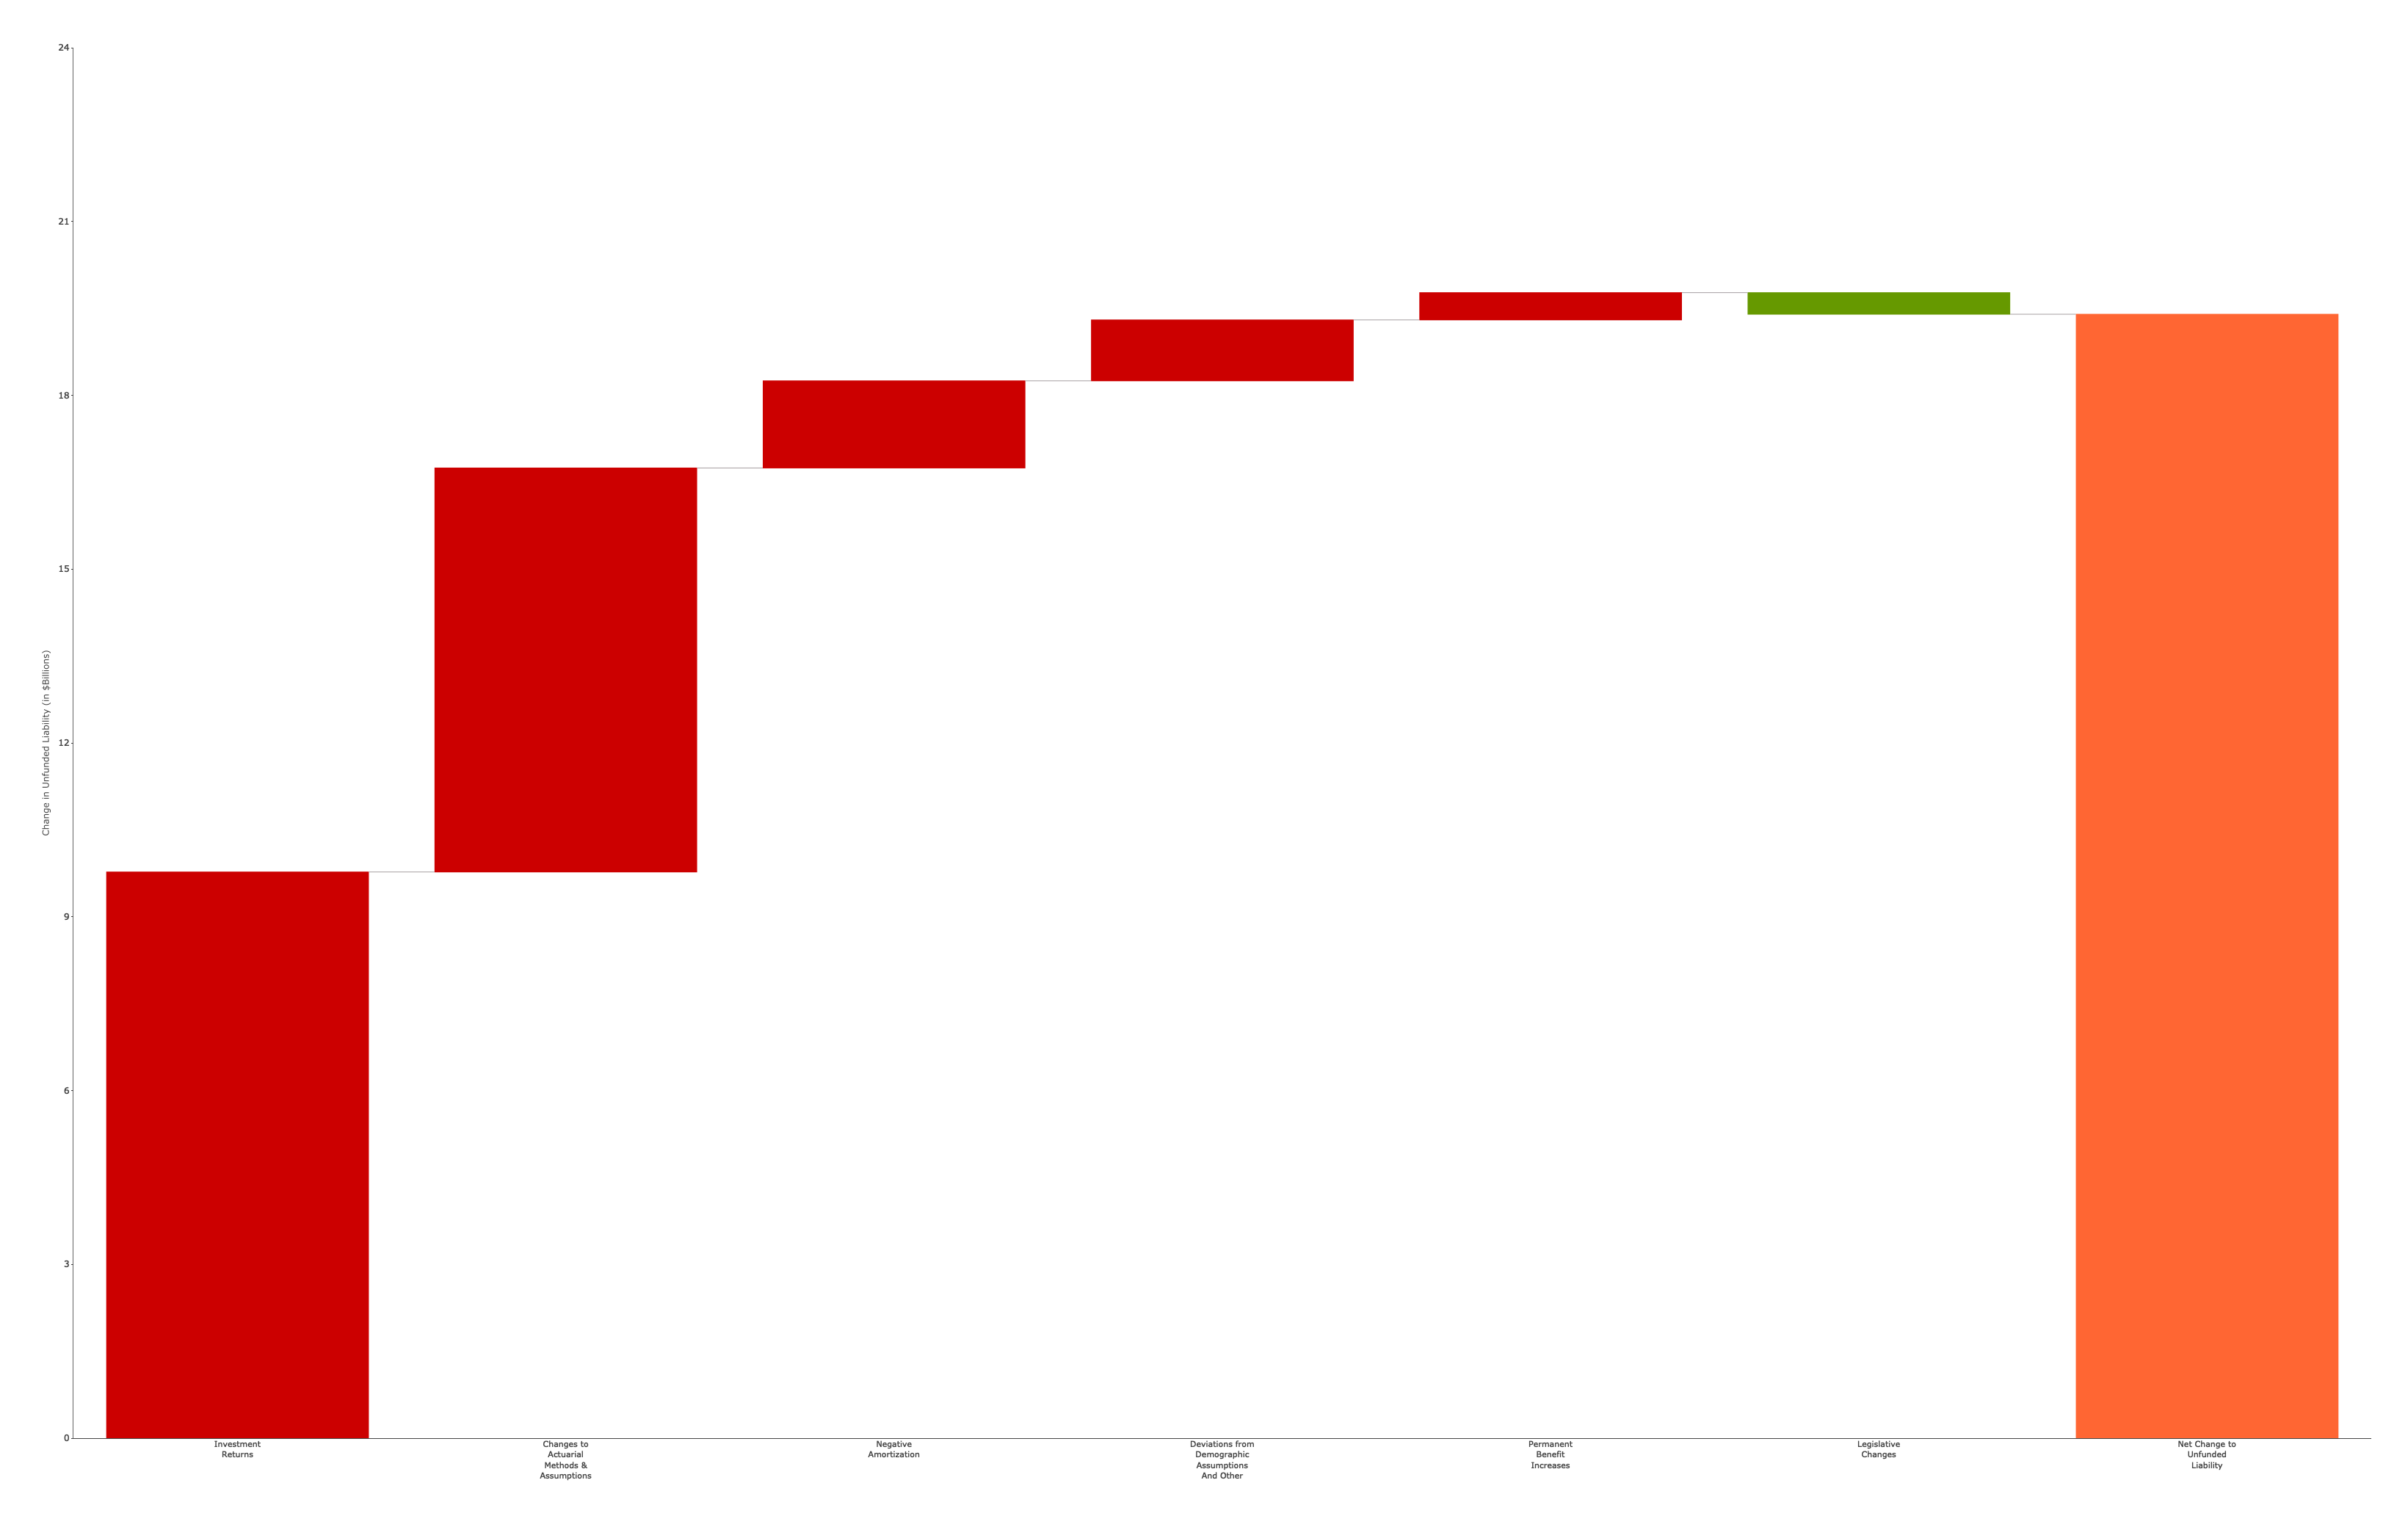 24
21
18
15
12
9
6
3
0
Change in Unfunded Liability (in $Billions)
Investment
Returns
Changes to
Actuarial
Methods &
Assumptions
Negative
Amortization
Deviations from
Demographic
Assumptions
And Other
Permanent
Benefit
Increases
Legislative
Changes
Net Change to
Unfunded
Liability